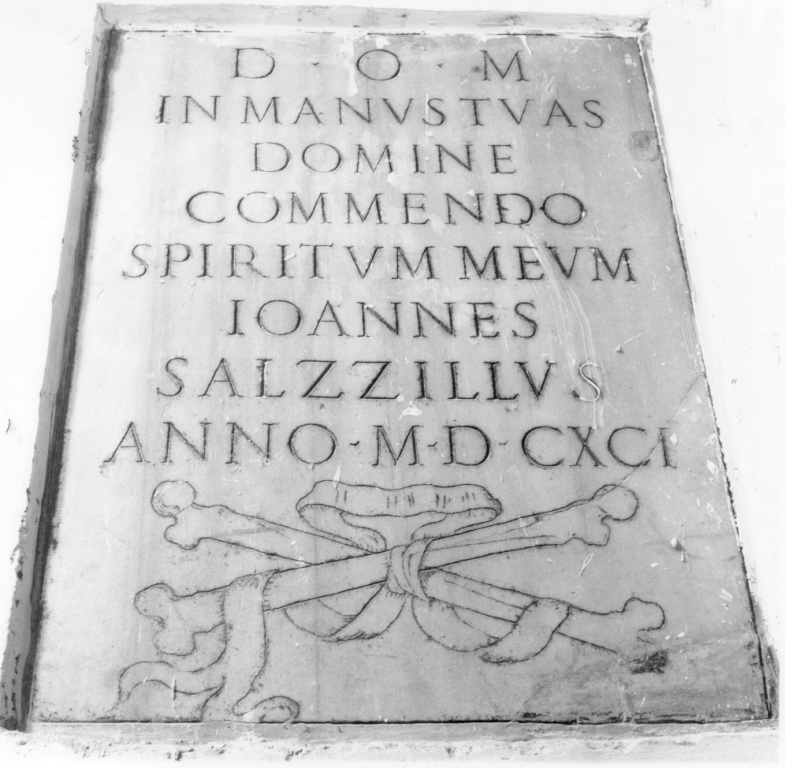 D · O · M
IN MANVS TVAS
DOMINE
COMMENDO
SPIRITVM MEVM
IOANNES
SALZZILLVS
ANNO · M · D · CXCI